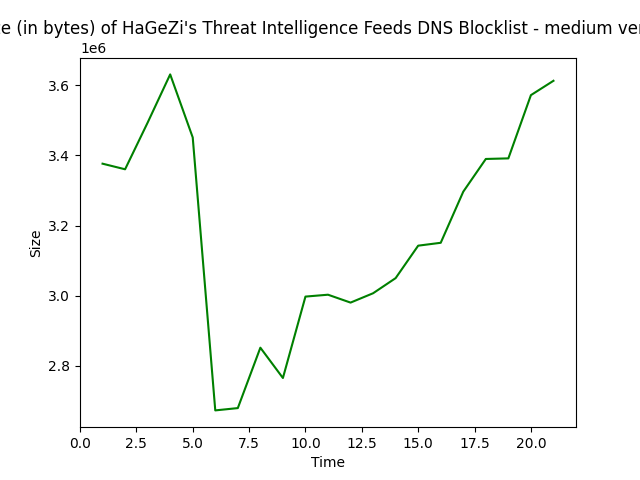 e (in bytes) of HaGeZi's Threat Intelligence Feeds DNS Blocklist - medium ver
1e6
3.6
3.4
3.2
3.0
2.8
Size
0.0 2.5 5.0 7.5 10.0 12.5 15.0 17.5 20.0
Time